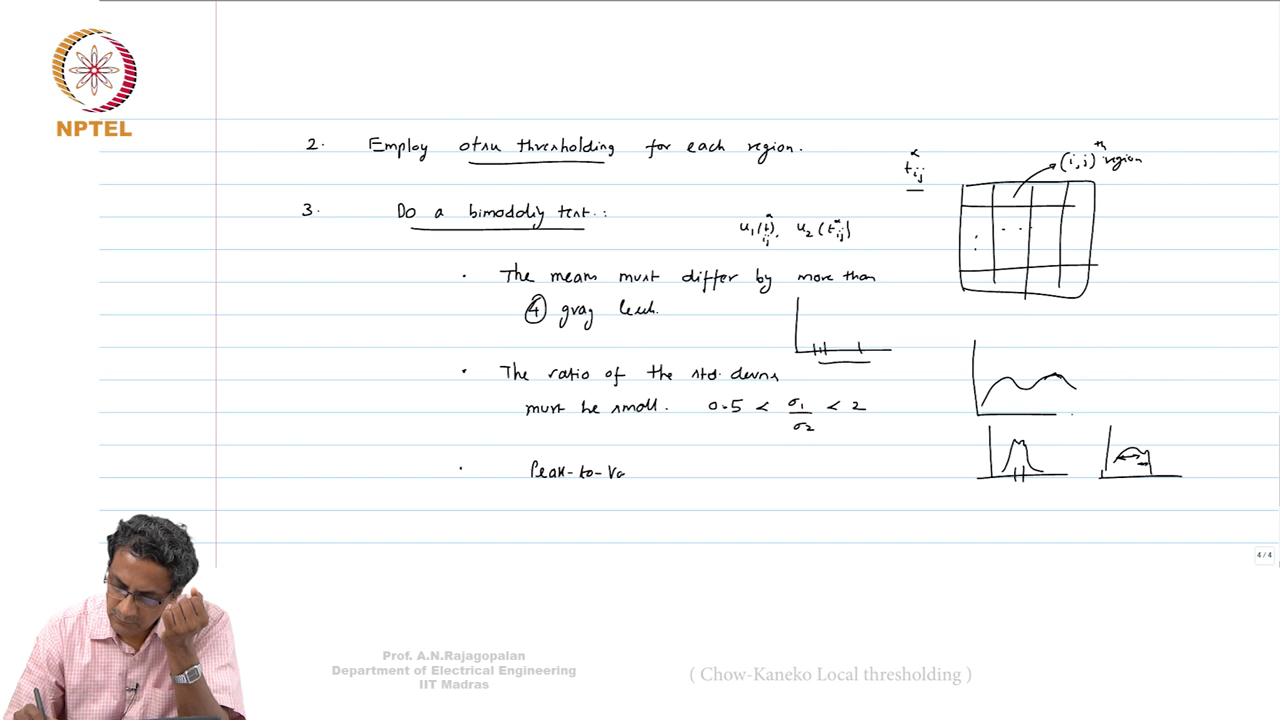 NPTEL
2. Employ otsu thresholding for each region.
t*ij
(i,j)th region
3. Do a bimodaliy test:
u1(t*ij), u2(t*ij)
. The means must differ by more than
4 gray levels.
. The ratio of the std. devns
must be small. 0.5 < σ1/σ2 < 2
. Peak-to-Va
4 / 4
Prof. A.N.Rajagopalan
Department of Electrical Engineering
IIT Madras
( Chow-Kaneko Local thresholding )